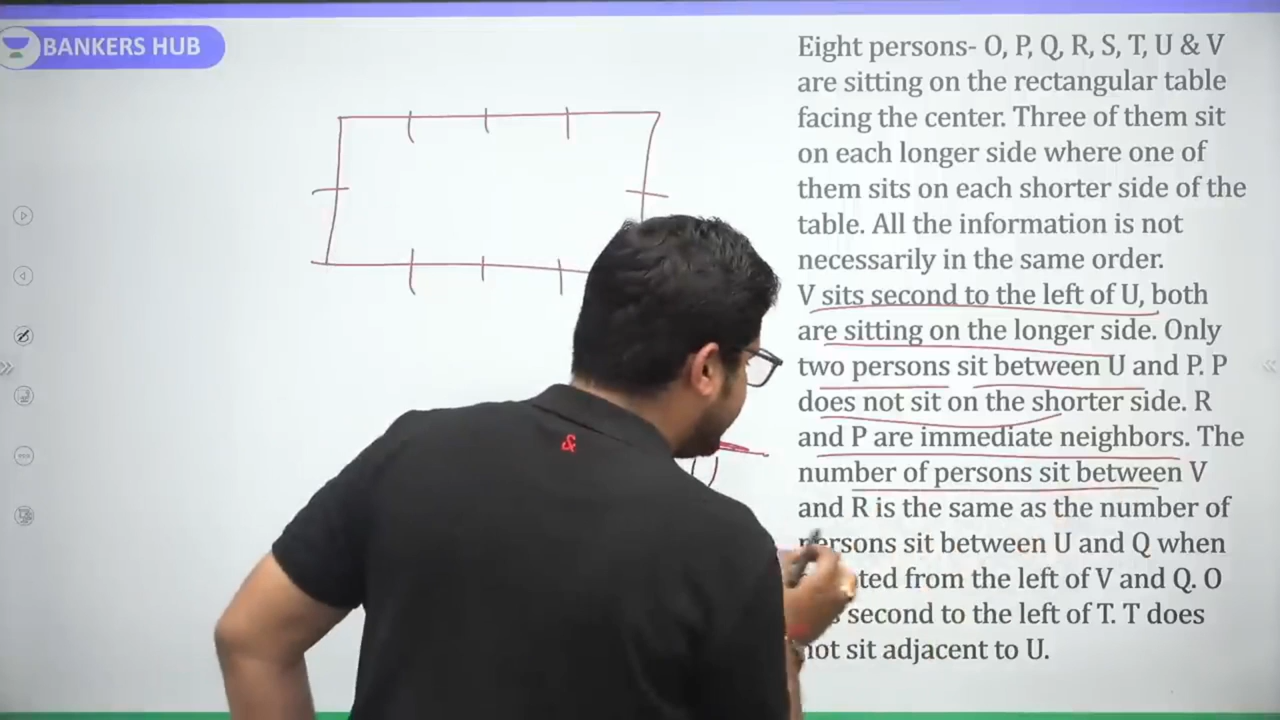 BANKERS HUB
Eight persons- O, P, Q, R, S, T, U & V
are sitting on the rectangular table
facing the center. Three of them sit
on each longer side where one of
them sits on each shorter side of the
table. All the information is not
necessarily in the same order.
V sits second to the left of U, both
are sitting on the longer side. Only
two persons sit between U and P. P
does not sit on the shorter side. R
and P are immediate neighbors. The
number of persons sit between V
and R is the same as the number of
persons sit between U and Q when
from the left of V and Q. O
second to the left of T. T does
not sit adjacent to U.